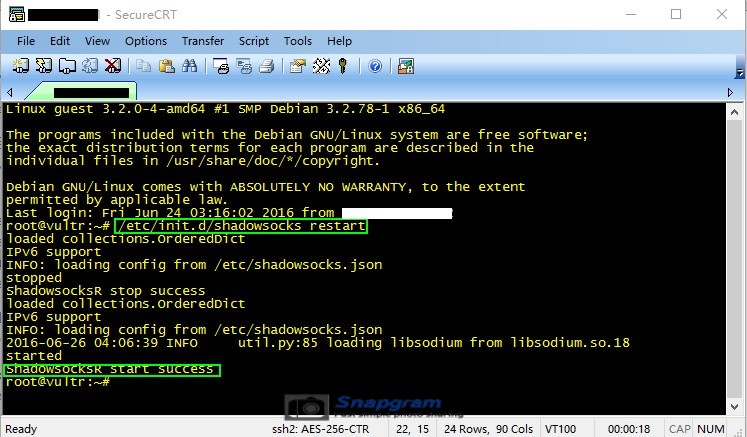 - SecureCRT
File Edit View Options Transfer Script Tools Help
Linux guest 3.2.0-4-amd64 #1 SMP Debian 3.2.78-1 x86_64
The programs included with the Debian GNU/Linux system are free software;
the exact distribution terms for each program are described in the
individual files in /usr/share/doc/*/copyright.
Debian GNU/Linux comes with ABSOLUTELY NO WARRANTY, to the extent
permitted by applicable law.
Last login: Fri Jun 24 03:16:02 2016 from
root@vultr:~# /etc/init.d/shadowsocks restart
loaded collections.OrderedDict
IPv6 support
INFO: loading config from /etc/shadowsocks.json
stopped
ShadowsocksR stop success
loaded collections.OrderedDict
IPv6 support
INFO: loading config from /etc/shadowsocks.json
2016-06-26 04:06:39 INFO util.py:85 loading libsodium from libsodium.so.18
started
ShadowsocksR start success
root@vultr:~#
Snapgram
Fast simple photo sharing
Ready ssh2: AES-256-CTR 22, 15 24 Rows, 90 Cols VT100 00:00:18 CAP NUM